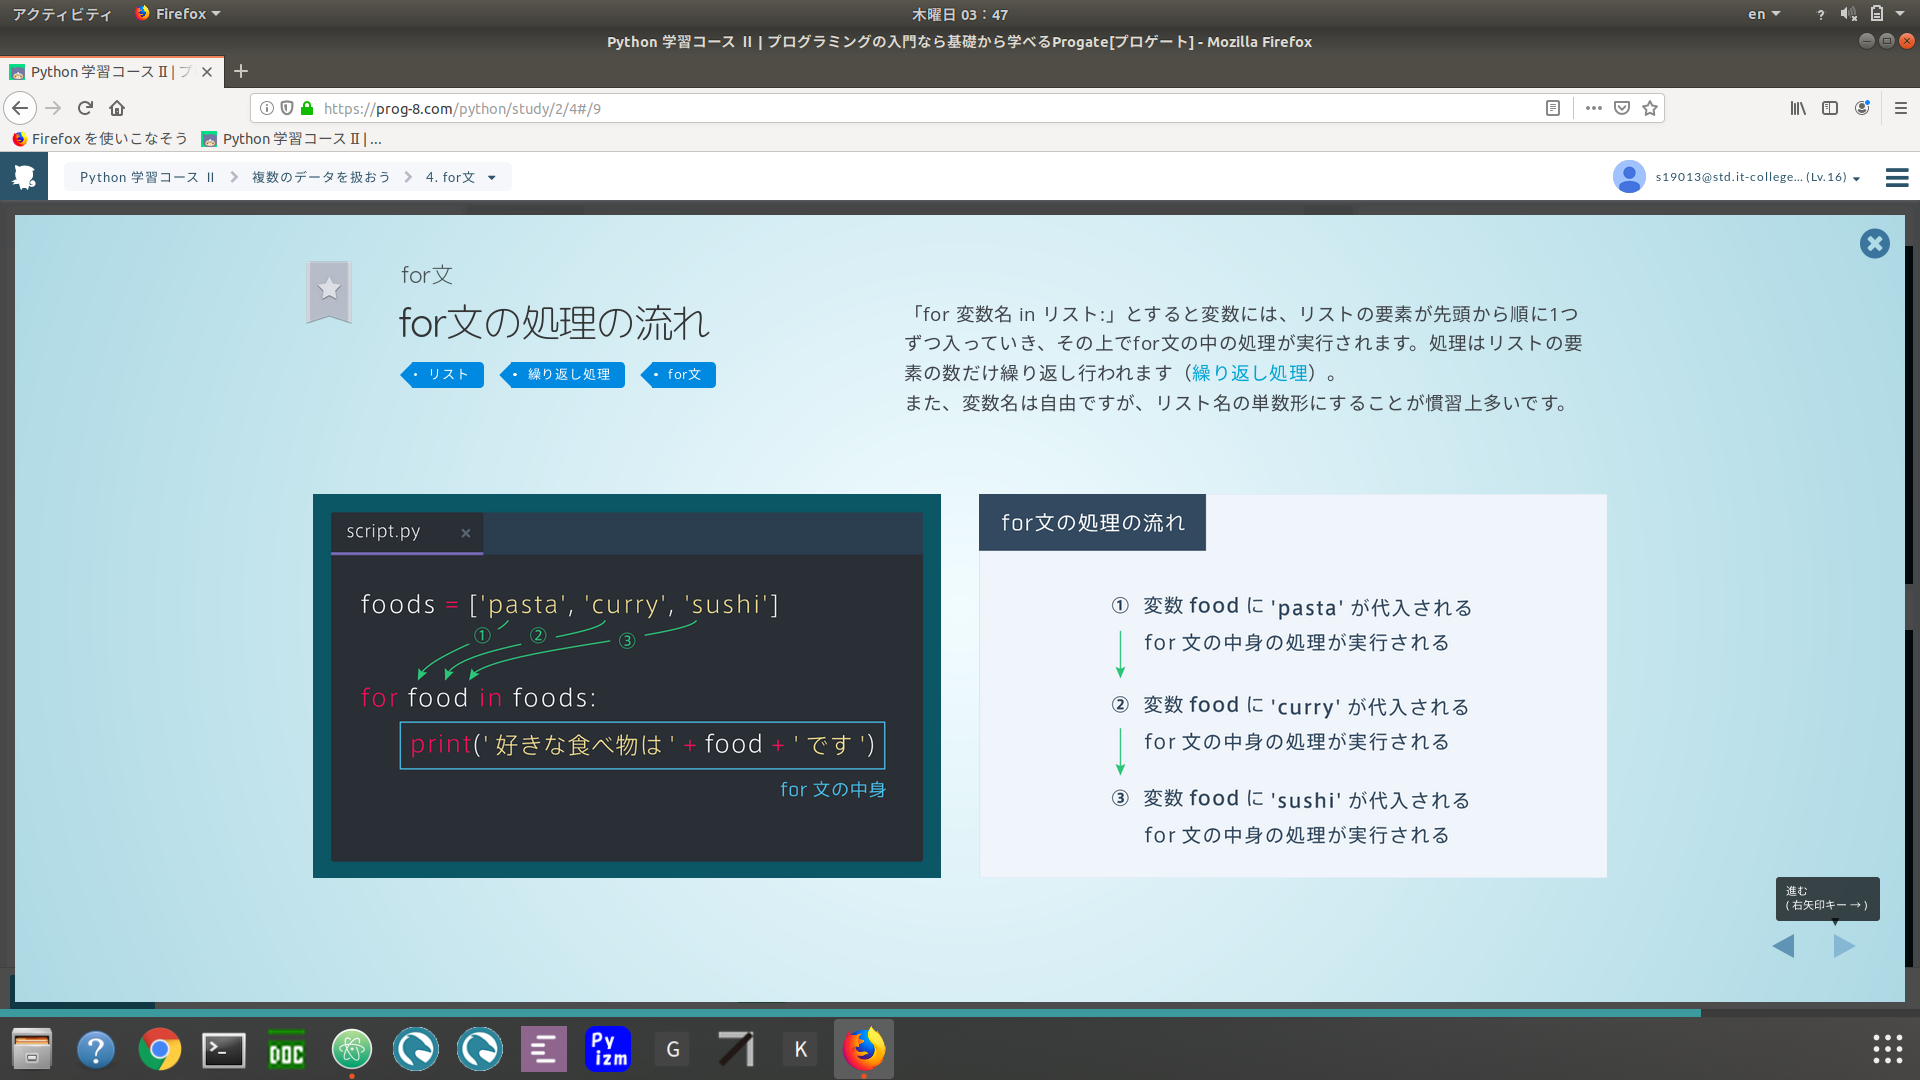 アクティビティ
Firefox
木曜日 03：47
en
?
Python 学習コース Ⅱ | プログラミングの入門なら基礎から学べるProgate[プロゲート] - Mozilla Firefox
Python 学習コース Ⅱ | プ
https://prog-8.com/python/study/2/4#/9
Firefox を使いこなそう
Python 学習コース Ⅱ |...
Python 学習コース Ⅱ
複数のデータを扱おう
4. for文
s19013@std.it-college... (Lv.16)
for文
for文の処理の流れ
リスト
繰り返し処理
for文
「for 変数名 in リスト:」とすると変数には、リストの要素が先頭から順に1つ
ずつ入っていき、その上でfor文の中の処理が実行されます。処理はリストの要
素の数だけ繰り返し行われます（繰り返し処理）。
また、変数名は自由ですが、リスト名の単数形にすることが慣習上多いです。
script.py ×
foods = ['pasta', 'curry', 'sushi']
① ② ③
for food in foods:
print(' 好きな食べ物は ' + food + ' です ')
for 文の中身
for文の処理の流れ
① 変数 food に 'pasta' が代入される
for 文の中身の処理が実行される
② 変数 food に 'curry' が代入される
for 文の中身の処理が実行される
③ 変数 food に 'sushi' が代入される
for 文の中身の処理が実行される
進む
( 右矢印キー → )
?
>_
DOC
E
Py
izm
G
K